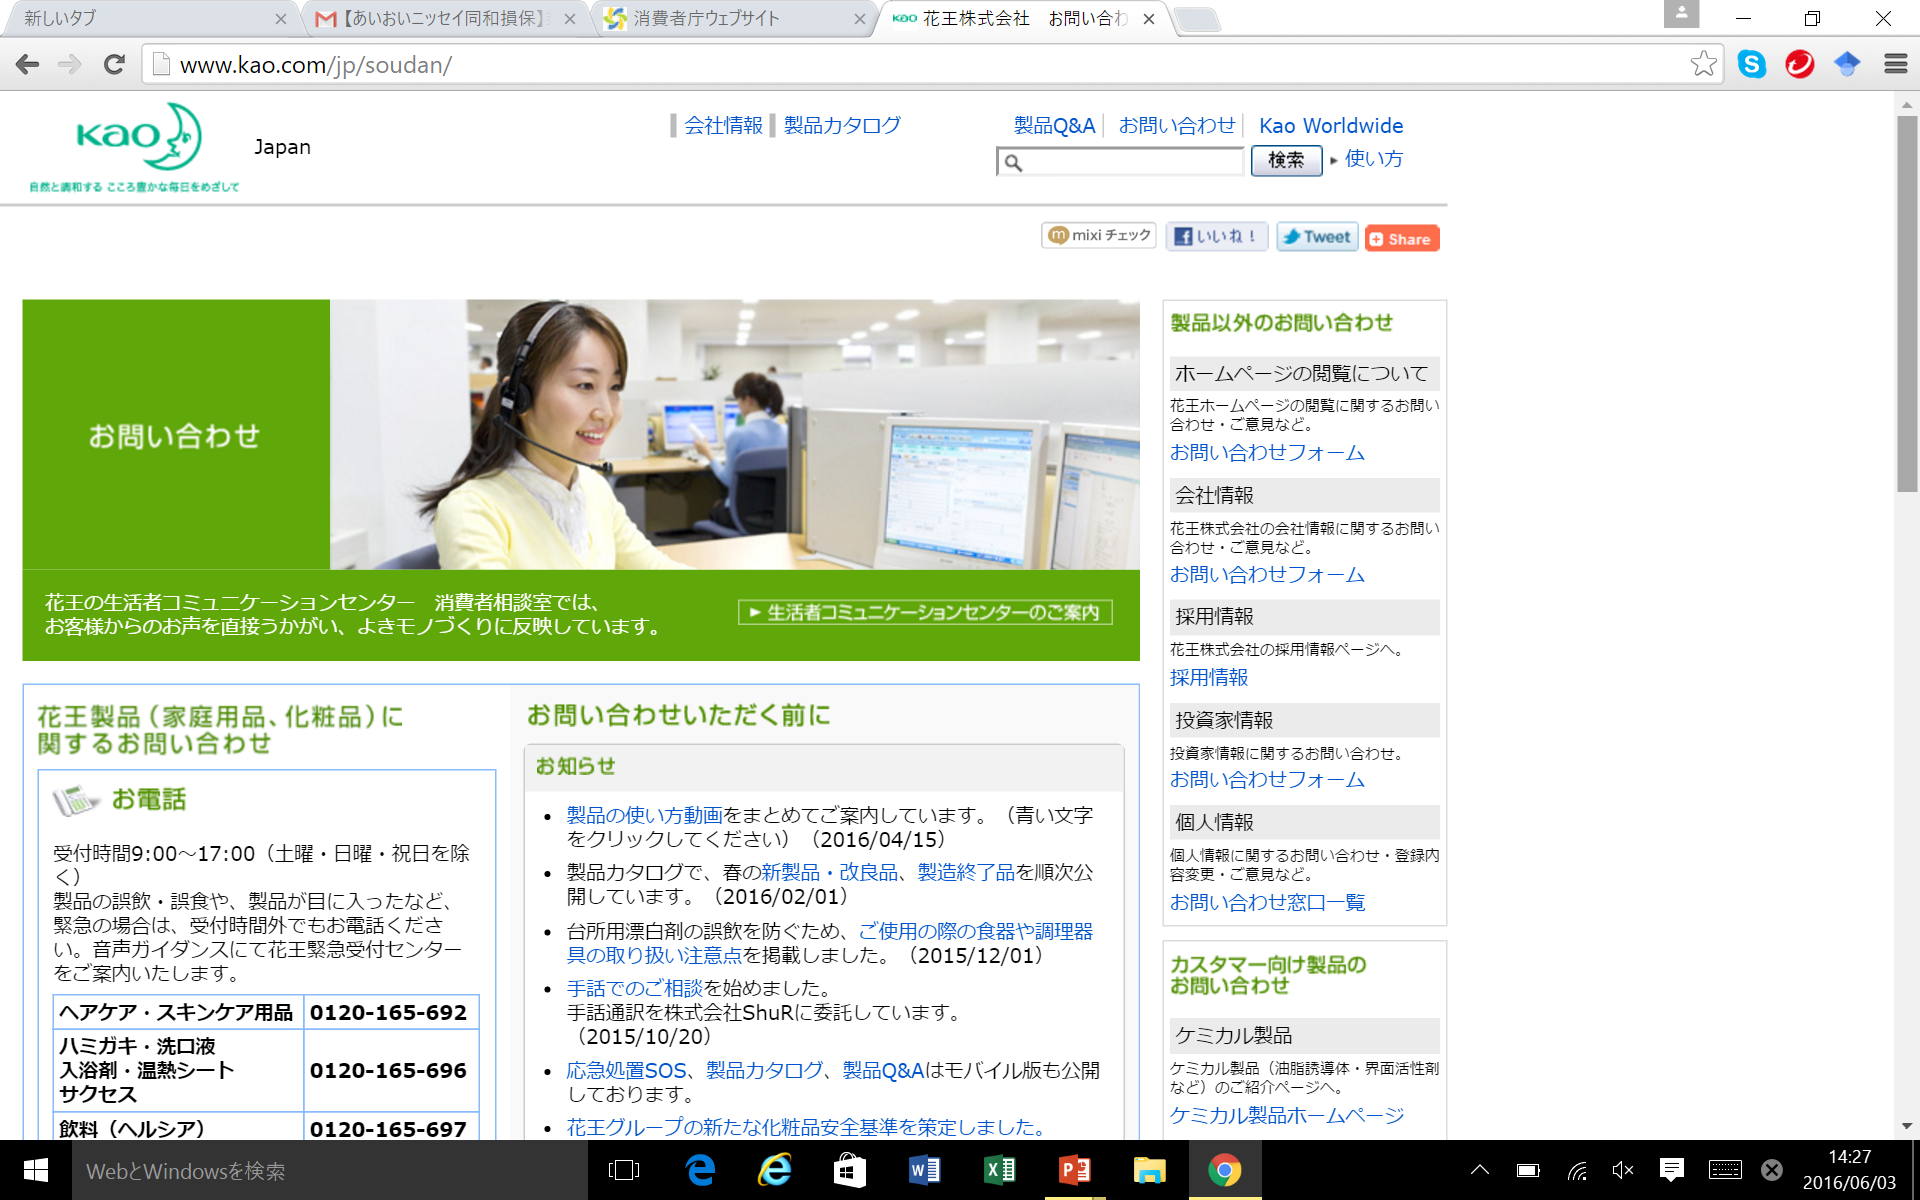 新しいタブ
【あいおいニッセイ同和損保】
消費者庁ウェブサイト
花王株式会社　お問い合わ
www.kao.com/jp/soudan/
Kao
自然と調和する こころ豊かな毎日をめざして
Japan
会社情報
製品カタログ
製品Q&A
お問い合わせ
Kao Worldwide
検索
使い方
mixi チェック
いいね！
Tweet
Share
お問い合わせ
花王の生活者コミュニケーションセンター　消費者相談室では、
お客様からのお声を直接うかがい、よきモノづくりに反映しています。
生活者コミュニケーションセンターのご案内
花王製品（家庭用品、化粧品）に
関するお問い合わせ
お電話
受付時間9:00～17:00（土曜・日曜・祝日を除
く）
製品の誤飲・誤食や、製品が目に入ったなど、
緊急の場合は、受付時間外でもお電話くださ
い。音声ガイダンスにて花王緊急受付センター
をご案内いたします。
ヘアケア・スキンケア用品 0120-165-692
ハミガキ・洗口液
入浴剤・温熱シート
サクセス
0120-165-696
飲料（ヘルシア） 0120-165-697
お問い合わせいただく前に
お知らせ
製品の使い方動画をまとめてご案内しています。（青い文字
をクリックしてください）（2016/04/15）
製品カタログで、春の新製品・改良品、製造終了品を順次公
開しています。（2016/02/01）
台所用漂白剤の誤飲を防ぐため、ご使用の際の食器や調理器
具の取り扱い注意点を掲載しました。（2015/12/01）
手話でのご相談を始めました。
手話通訳を株式会社ShuRに委託しています。
（2015/10/20）
応急処置SOS、製品カタログ、製品Q&Aはモバイル版も公開
しております。
花王グループの新たな化粧品安全基準を策定しました。
製品以外のお問い合わせ
ホームページの閲覧について
花王ホームページの閲覧に関するお問い
合わせ・ご意見など。
お問い合わせフォーム
会社情報
花王株式会社の会社情報に関するお問い
合わせ・ご意見など。
お問い合わせフォーム
採用情報
花王株式会社の採用情報ページへ。
採用情報
投資家情報
投資家情報に関するお問い合わせ。
お問い合わせフォーム
個人情報
個人情報に関するお問い合わせ・登録内
容変更・ご意見など。
お問い合わせ窓口一覧
カスタマー向け製品の
お問い合わせ
ケミカル製品
ケミカル製品（油脂誘導体・界面活性剤
など）のご紹介ページへ。
ケミカル製品ホームページ
WebとWindowsを検索
14:27
2016/06/03